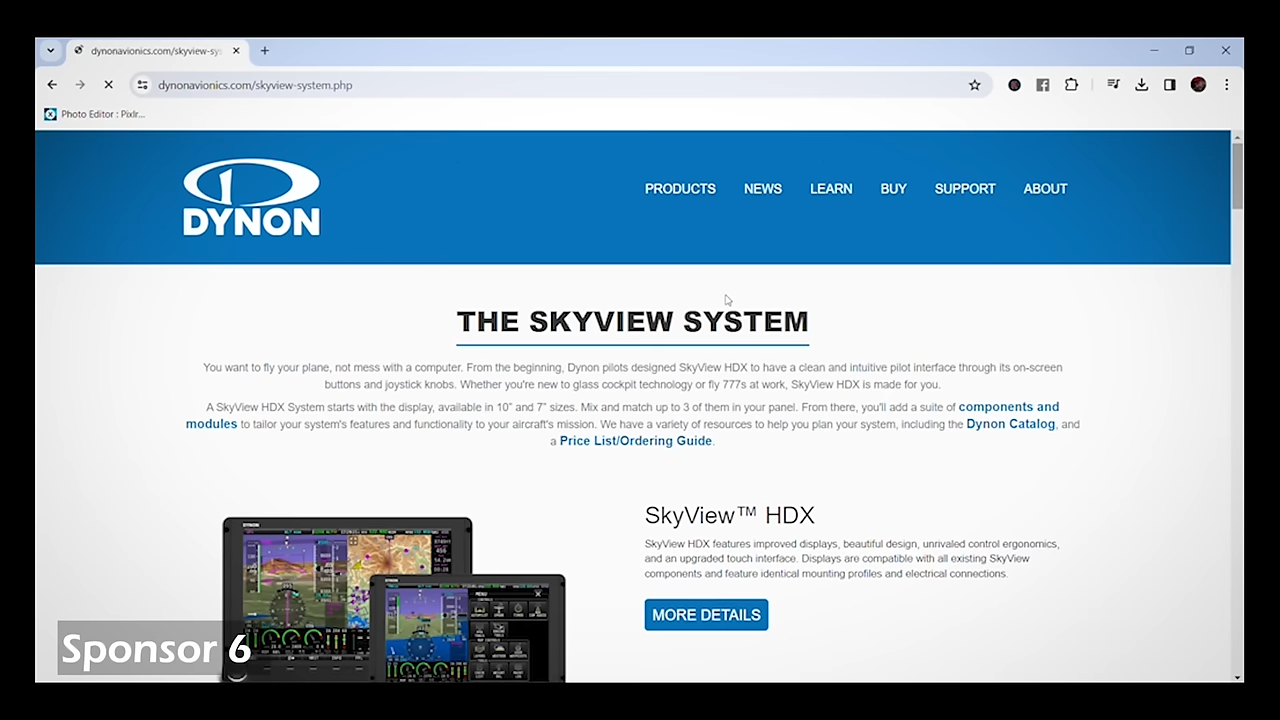 dynonavionics.com/skyview-sys
dynonavionics.com/skyview-system.php
Photo Editor : Pixlr...
DYNON
PRODUCTS NEWS LEARN BUY SUPPORT ABOUT
THE SKYVIEW SYSTEM
You want to fly your plane, not mess with a computer. From the beginning, Dynon pilots designed SkyView HDX to have a clean and intuitive pilot interface through its on-screen
buttons and joystick knobs. Whether you're new to glass cockpit technology or fly 777s at work, SkyView HDX is made for you.
A SkyView HDX System starts with the display, available in 10” and 7” sizes. Mix and match up to 3 of them in your panel. From there, you'll add a suite of components and
modules to tailor your system's features and functionality to your aircraft's mission. We have a variety of resources to help you plan your system, including the Dynon Catalog, and
a Price List/Ordering Guide.
SkyView™ HDX
SkyView HDX features improved displays, beautiful design, unrivaled control ergonomics,
and an upgraded touch interface. Displays are compatible with all existing SkyView
components and feature identical mounting profiles and electrical connections.
MORE DETAILS
DYNON
DYNON
MENU
Sponsor 6